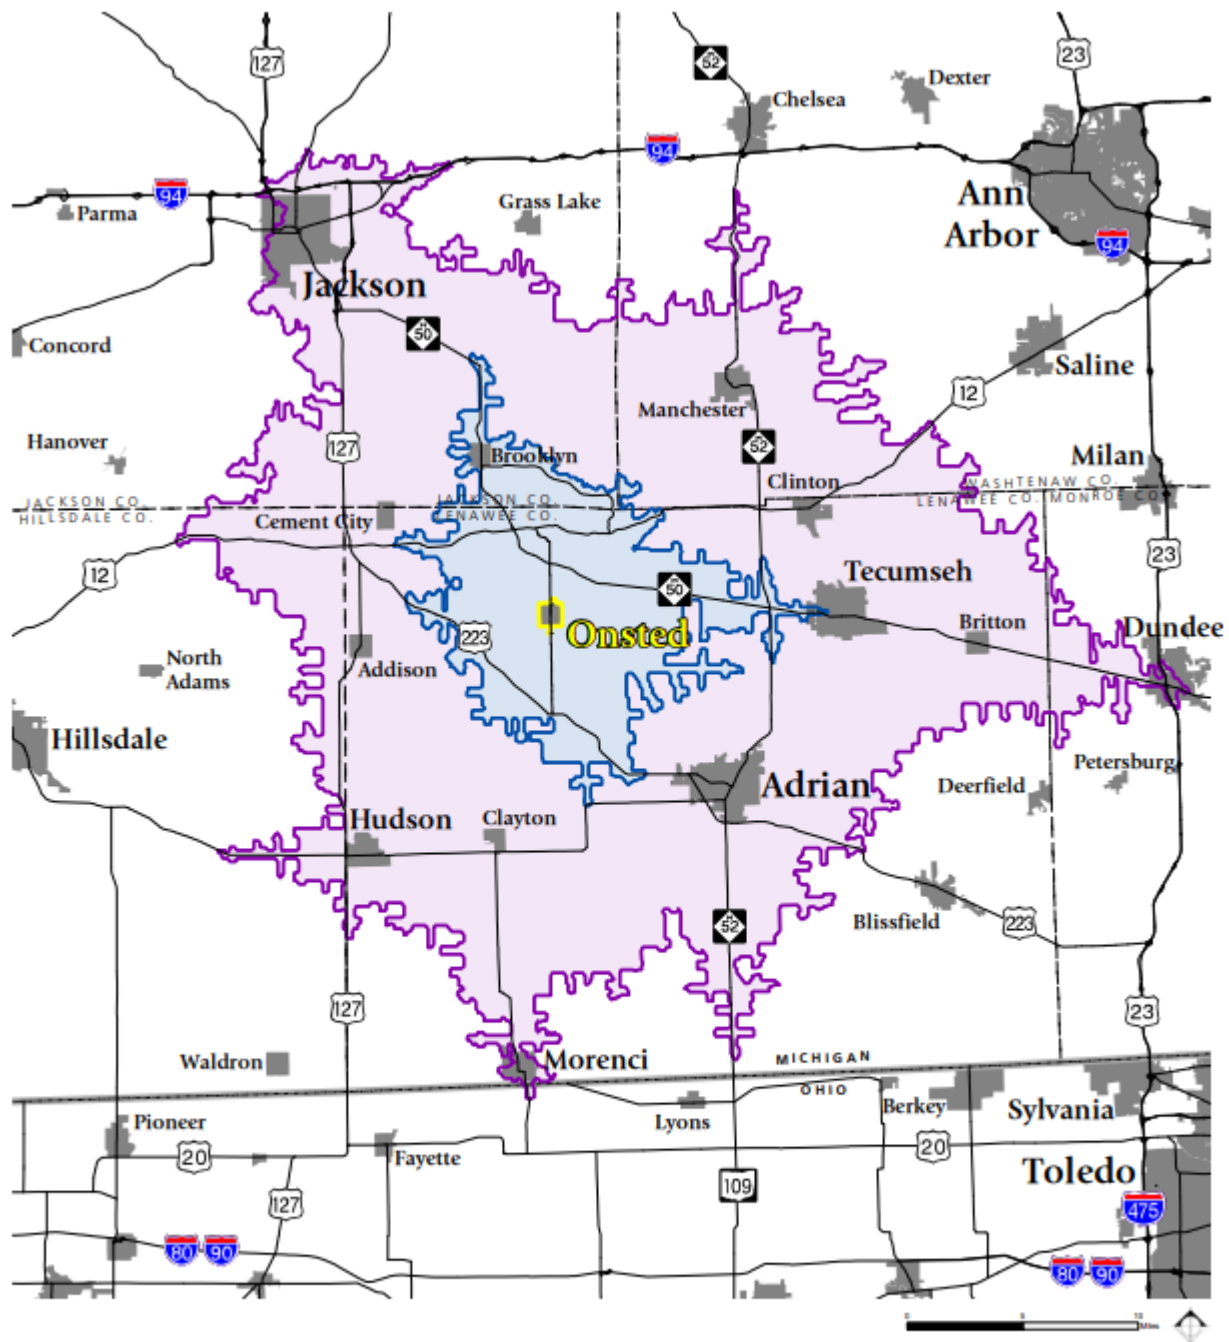 127
M
52
23
Dexter
Chelsea
94
94
Parma
Grass Lake
Ann
Arbor
94
Jackson
M
50
Concord
Saline
12
Manchester
Hanover
127
M
52
Brooklyn
Milan
Clinton
JACKSON CO.
HILLSDALE CO.
JACKSON CO.
LENAWEE CO.
WASHTENAW CO.
LENAWEE CO.
MONROE CO.
Cement City
12
23
Tecumseh
M
50
Onsted
223
Britton
Dundee
North
Adams
Addison
Hillsdale
Adrian
Petersburg
Deerfield
Hudson
Clayton
Blissfield
223
M
52
127
23
Waldron
Morenci
MICHIGAN
OHIO
Berkey
Sylvania
Lyons
Pioneer
20
Fayette
20
Toledo
127
109
475
80
90
80
90
0
5
10
Miles